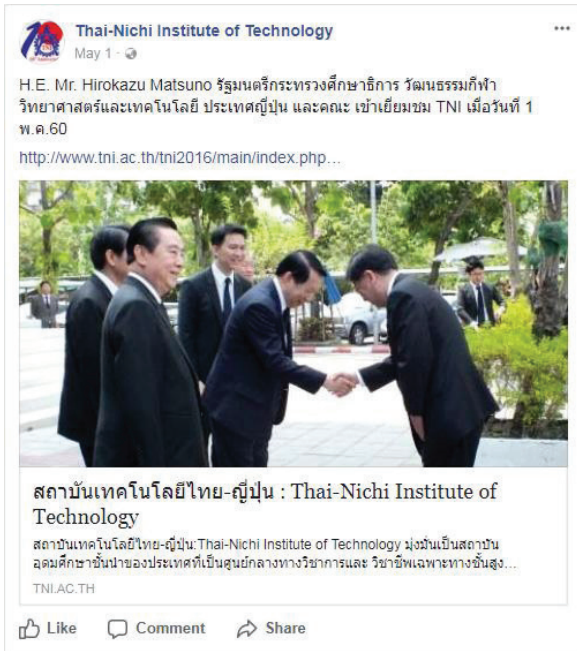 Thai-Nichi Institute of Technology
May 1 ·
H.E. Mr. Hirokazu Matsuno รัฐมนตรีกระทรวงศึกษาธิการ วัฒนธรรมกีฬา
วิทยาศาสตร์และเทคโนโลยี ประเทศญี่ปุ่น และคณะ เข้าเยี่ยมชม TNI เมื่อวันที่ 1
พ.ค.60
http://www.tni.ac.th/tni2016/main/index.php...
สถาบันเทคโนโลยีไทย-ญี่ปุ่น : Thai-Nichi Institute of
Technology
สถาบันเทคโนโลยีไทย-ญี่ปุ่น:Thai-Nichi Institute of Technology มุ่งมั่นเป็นสถาบัน
อุดมศึกษาชั้นนำของประเทศที่เป็นศูนย์กลางทางวิชาการและ วิชาชีพเฉพาะทางชั้นสูง...
TNI.AC.TH
Like Comment Share